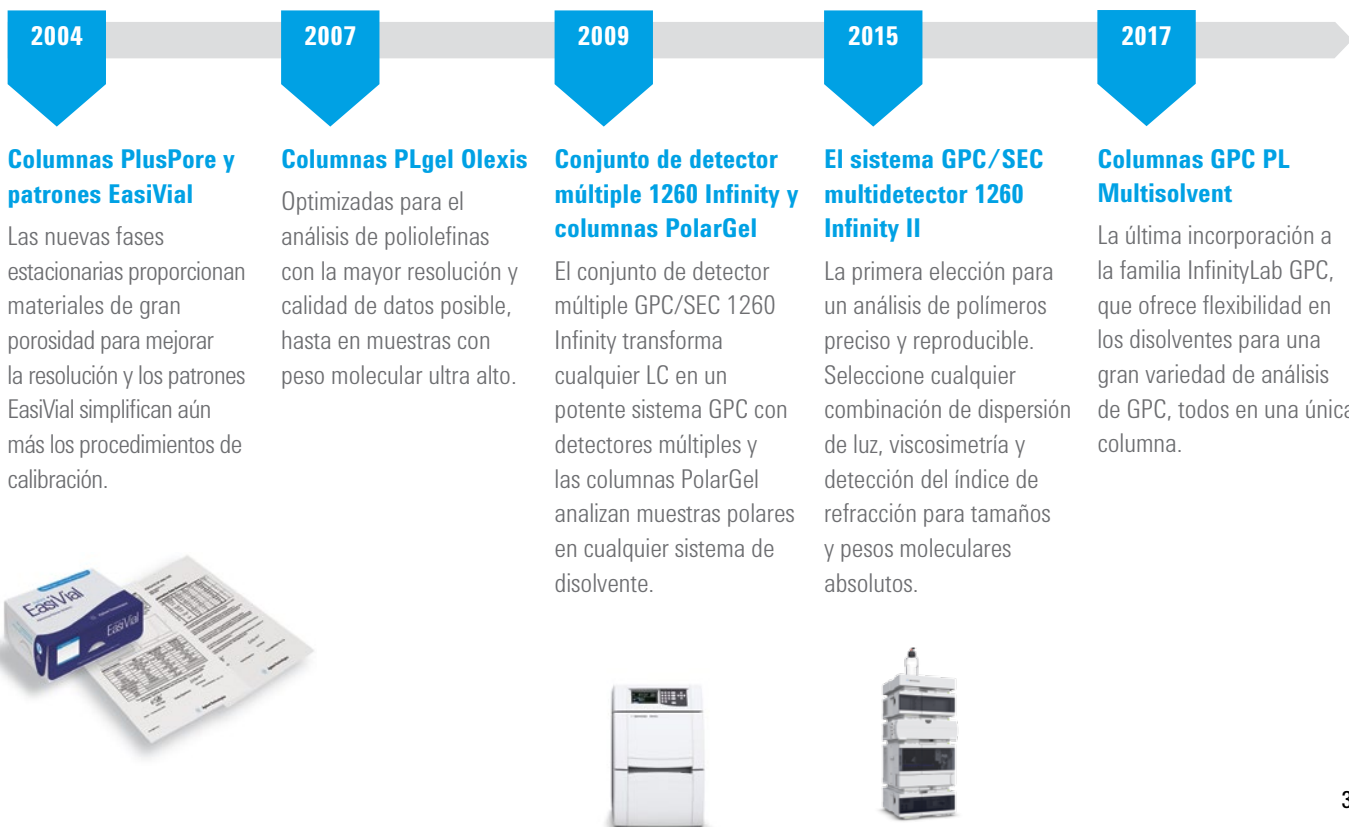 2004
2007
2009
2015
2017
Columnas PlusPore y
patrones EasiVial
Las nuevas fases
estacionarias proporcionan
materiales de gran
porosidad para mejorar
la resolución y los patrones
EasiVial simplifican aún
más los procedimientos de
calibración.
Columnas PLgel Olexis
Optimizadas para el
análisis de poliolefinas
con la mayor resolución y
calidad de datos posible,
hasta en muestras con
peso molecular ultra alto.
Conjunto de detector
múltiple 1260 Infinity y
columnas PolarGel
El conjunto de detector
múltiple GPC/SEC 1260
Infinity transforma
cualquier LC en un
potente sistema GPC con
detectores múltiples y
las columnas PolarGel
analizan muestras polares
en cualquier sistema de
disolvente.
El sistema GPC/SEC
multidetector 1260
Infinity II
La primera elección para
un análisis de polímeros
preciso y reproducible.
Seleccione cualquier
combinación de dispersión
de luz, viscosimetría y
detección del índice de
refracción para tamaños
y pesos moleculares
absolutos.
Columnas GPC PL
Multisolvent
La última incorporación a
la familia InfinityLab GPC,
que ofrece flexibilidad en
los disolventes para una
gran variedad de análisis
de GPC, todos en una única
columna.
EasiVial
EasiVial
3